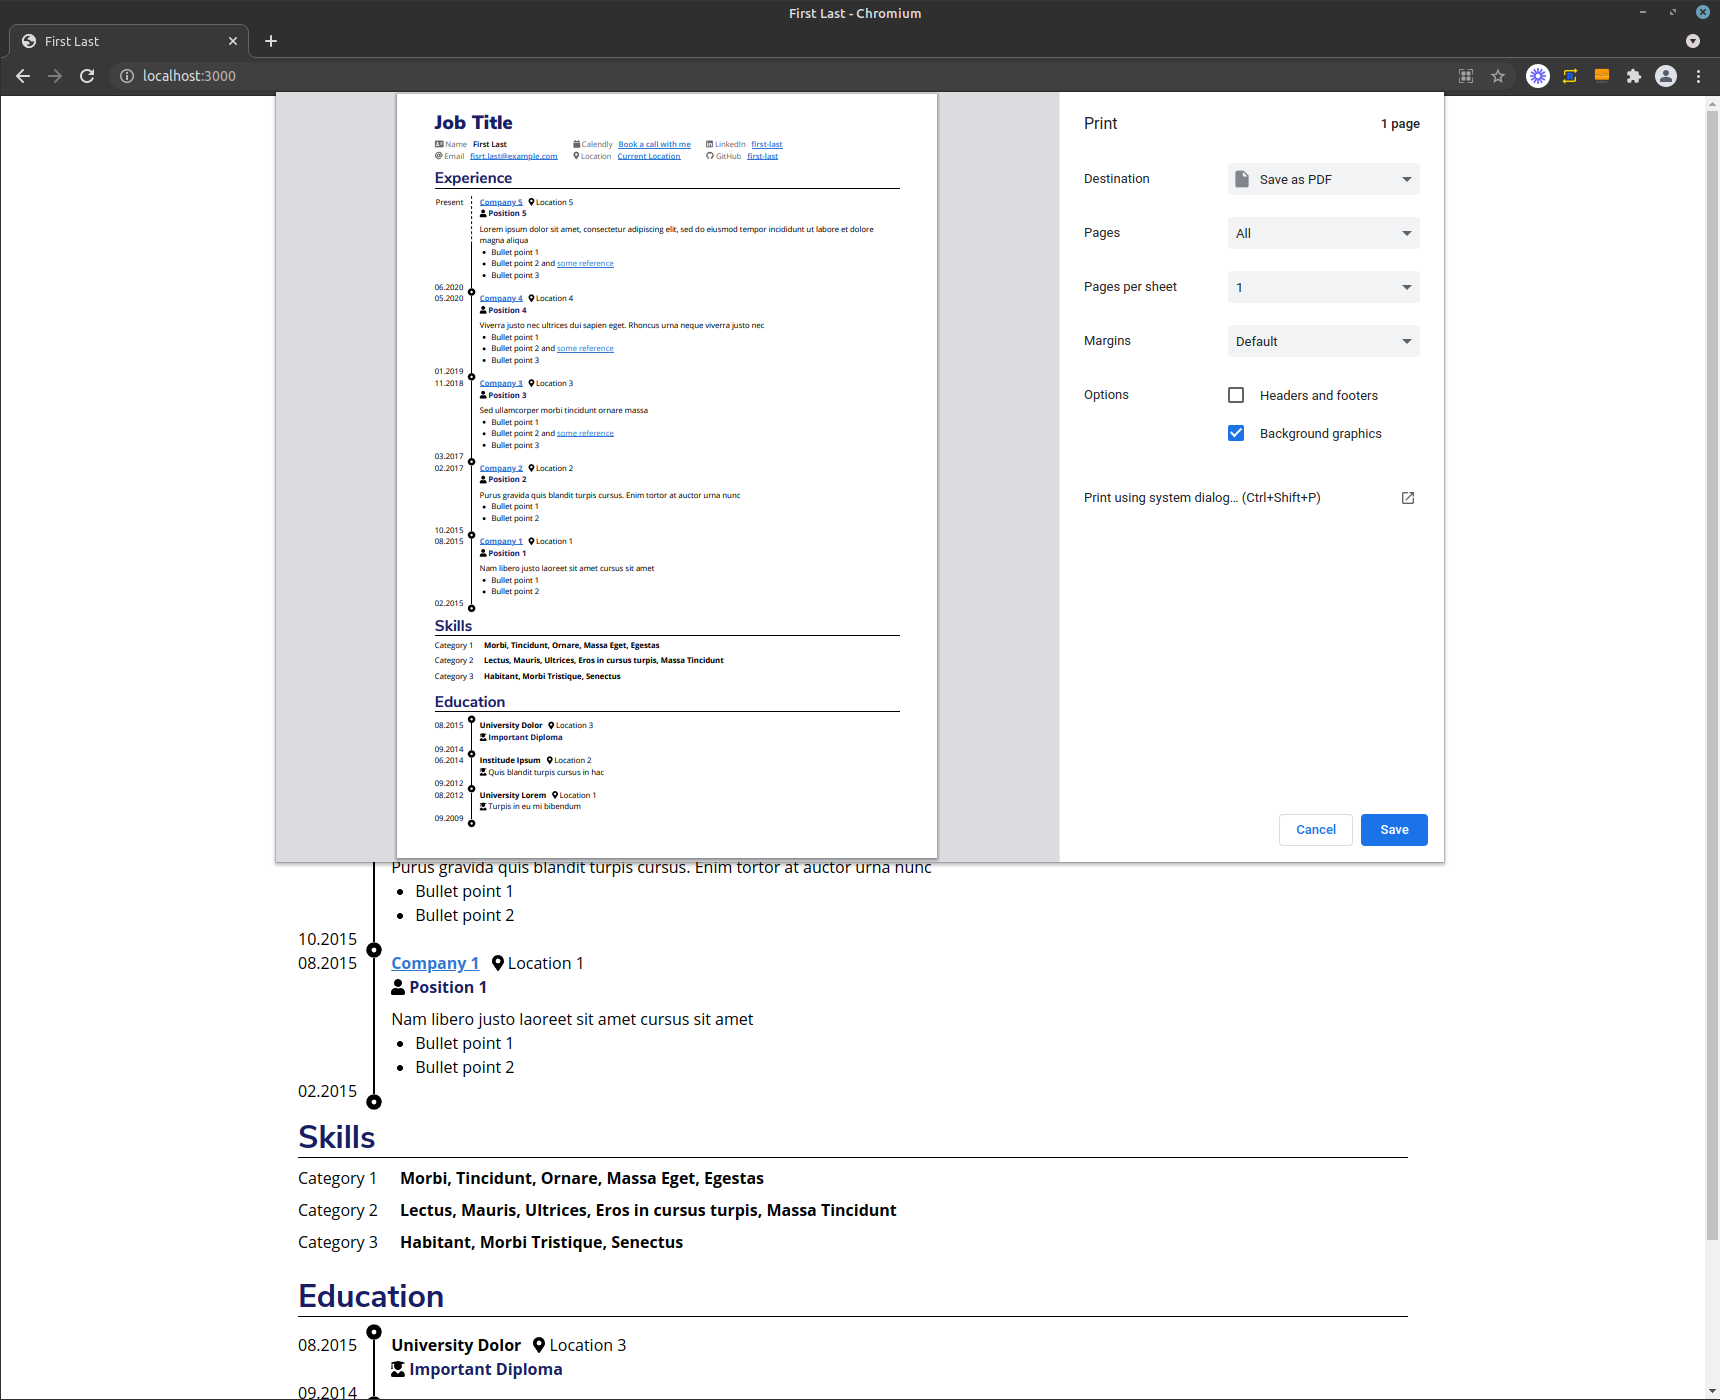 First Last - Chromium
First Last
localhost:3000
Job Title
Name First Last Calendly Book a call with me LinkedIn first-last
Email fisrt.last@example.com Location Current Location GitHub first-last
Experience
Present Company 5 Location 5
Position 5
Lorem ipsum dolor sit amet, consectetur adipiscing elit, sed do eiusmod tempor incididunt ut labore et dolore
magna aliqua
• Bullet point 1
• Bullet point 2 and some reference
• Bullet point 3
06.2020
05.2020 Company 4 Location 4
Position 4
Viverra justo nec ultrices dui sapien eget. Rhoncus urna neque viverra justo nec
• Bullet point 1
• Bullet point 2 and some reference
• Bullet point 3
01.2019
11.2018 Company 3 Location 3
Position 3
Sed ullamcorper morbi tincidunt ornare massa
• Bullet point 1
• Bullet point 2 and some reference
• Bullet point 3
03.2017
02.2017 Company 2 Location 2
Position 2
Purus gravida quis blandit turpis cursus. Enim tortor at auctor urna nunc
• Bullet point 1
• Bullet point 2
10.2015
08.2015 Company 1 Location 1
Position 1
Nam libero justo laoreet sit amet cursus sit amet
• Bullet point 1
• Bullet point 2
02.2015
Skills
Category 1 Morbi, Tincidunt, Ornare, Massa Eget, Egestas
Category 2 Lectus, Mauris, Ultrices, Eros in cursus turpis, Massa Tincidunt
Category 3 Habitant, Morbi Tristique, Senectus
Education
08.2015 University Dolor Location 3
Important Diploma
09.2014
06.2014 Institude Ipsum Location 2
Quis blandit turpis cursus in hac
09.2012
08.2012 University Lorem Location 1
Turpis in eu mi bibendum
09.2009
Print 1 page
Destination Save as PDF
Pages All
Pages per sheet 1
Margins Default
Options Headers and footers
Background graphics
Print using system dialog... (Ctrl+Shift+P)
Cancel Save
Purus gravida quis blandit turpis cursus. Enim tortor at auctor urna nunc
• Bullet point 1
• Bullet point 2
10.2015
08.2015 Company 1 Location 1
Position 1
Nam libero justo laoreet sit amet cursus sit amet
• Bullet point 1
• Bullet point 2
02.2015
Skills
Category 1 Morbi, Tincidunt, Ornare, Massa Eget, Egestas
Category 2 Lectus, Mauris, Ultrices, Eros in cursus turpis, Massa Tincidunt
Category 3 Habitant, Morbi Tristique, Senectus
Education
08.2015 University Dolor Location 3
Important Diploma
09.2014